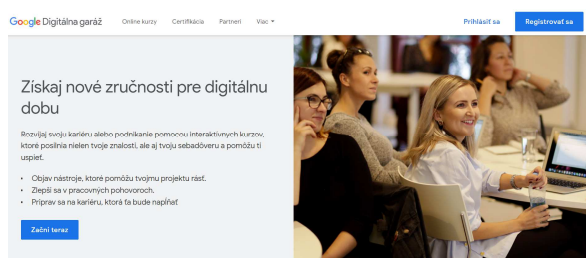 Google Digitálna garáž
Online kurzy
Certifikácia
Partneri
Viac
Prihlásiť sa
Registrovať sa
Získaj nové zručnosti pre digitálnu
dobu
Rozvíjaj svoju kariéru alebo podnikanie pomocou interaktívnych kurzov,
ktoré posilnia nielen tvoje znalosti, ale aj tvoju sebadôveru a pomôžu ti
uspieť.
• Objav nástroje, ktoré pomôžu tvojmu projektu rásť.
• Zlepši sa v pracovných pohovoroch.
• Priprav sa na kariéru, ktorá ťa bude napĺňať
Začni teraz